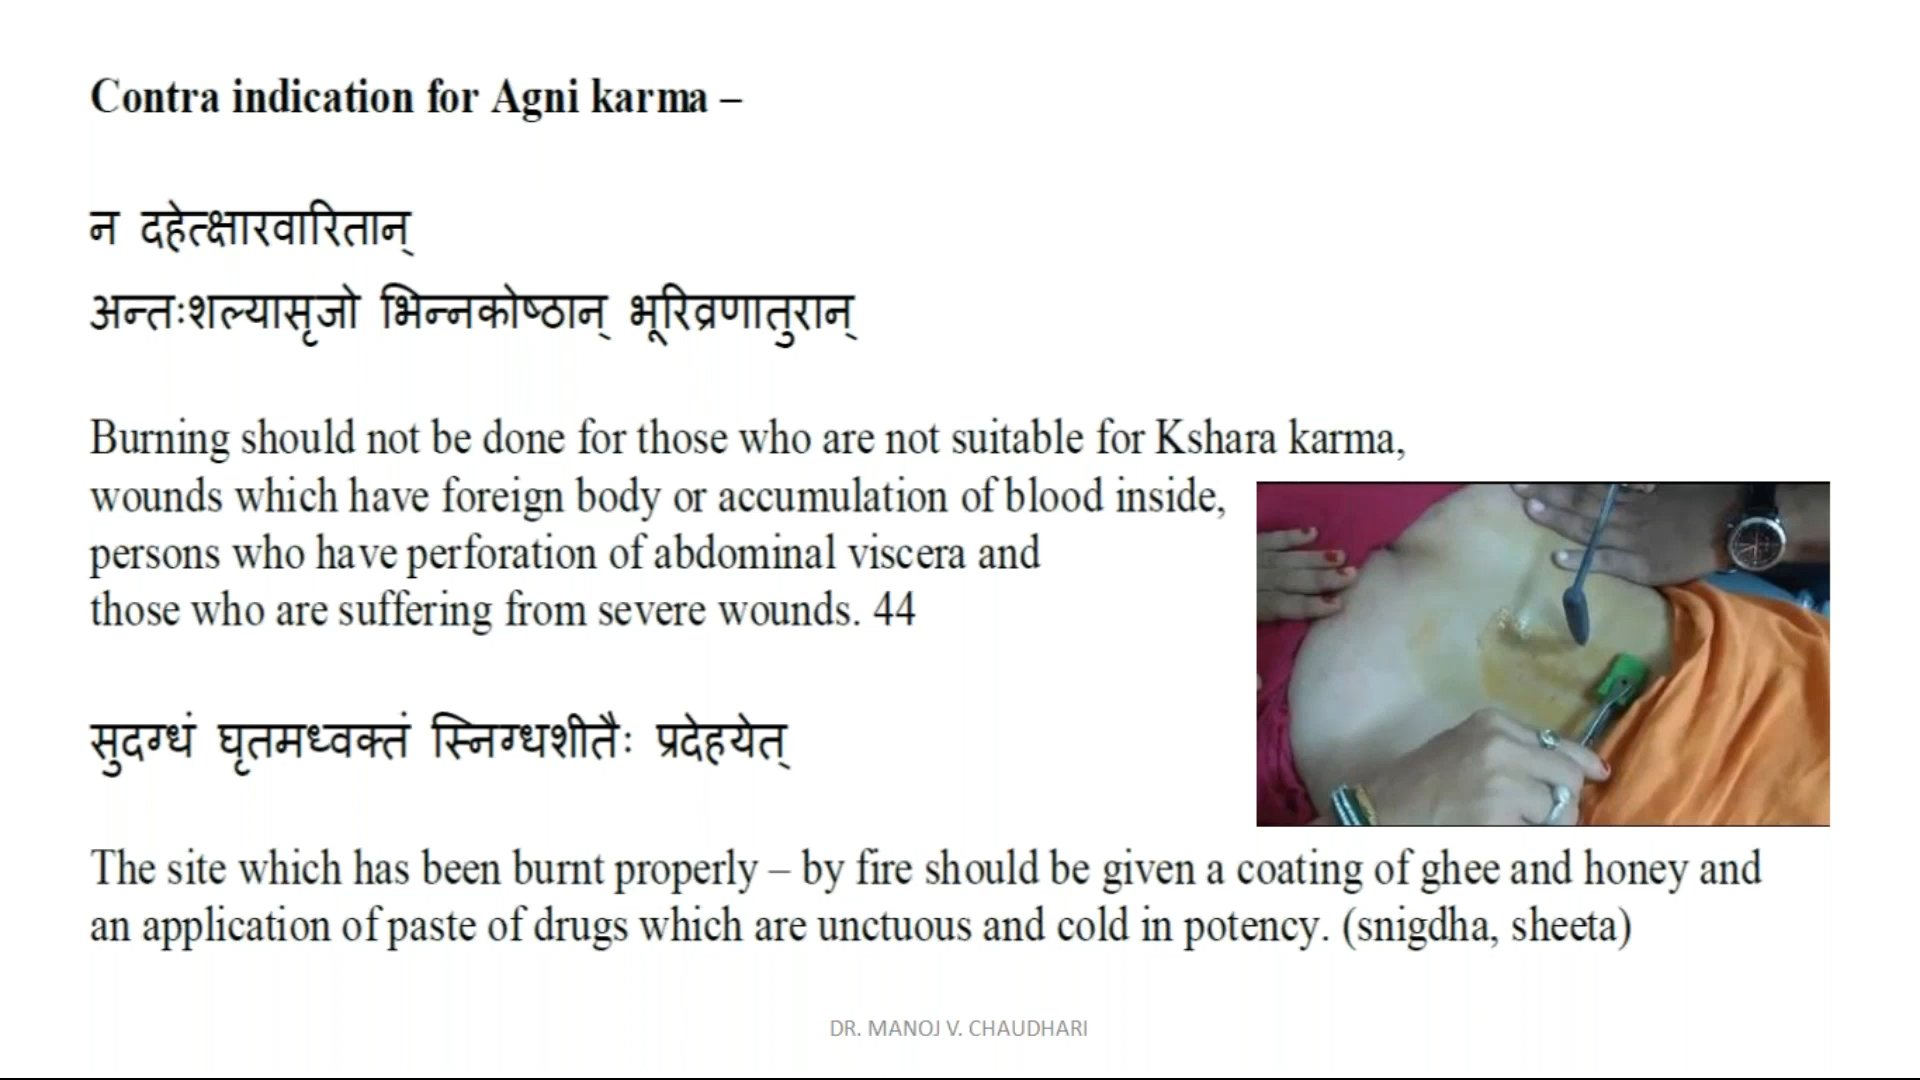 Contra indication for Agni karma –
न दहेत्क्षारवारितान्
अन्तःशल्यासृजो भिन्नकोष्ठान् भूरिव्रणातुरान्
Burning should not be done for those who are not suitable for Kshara karma,
wounds which have foreign body or accumulation of blood inside,
persons who have perforation of abdominal viscera and
those who are suffering from severe wounds. 44
सुदग्धं घृतमध्वक्तं स्निग्धशीतैः प्रदेहयेत्
The site which has been burnt properly – by fire should be given a coating of ghee and honey and
an application of paste of drugs which are unctuous and cold in potency. (snigdha, sheeta)
DR. MANOJ V. CHAUDHARI